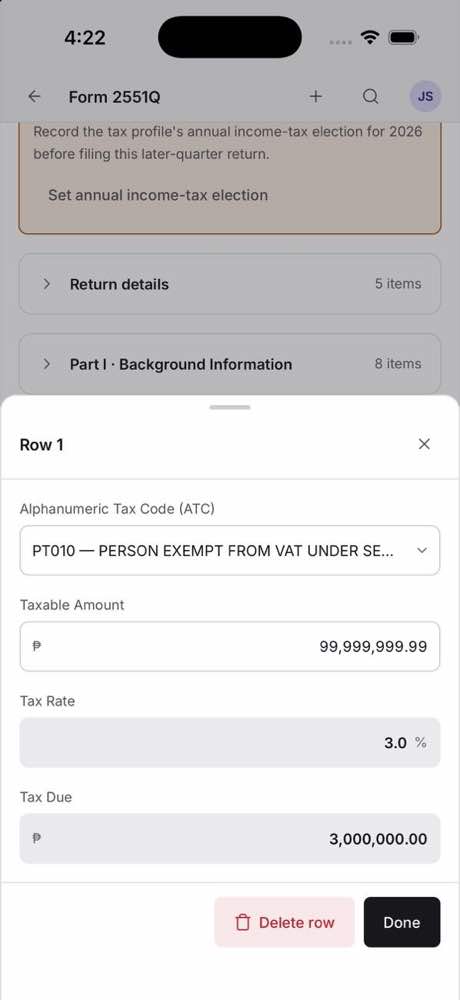 4:22
Form 2551Q
JS
Record the tax profile's annual income-tax election for 2026
before filing this later-quarter return.
Set annual income-tax election
Return details
5 items
Part I · Background Information
8 items
Row 1
Alphanumeric Tax Code (ATC)
PT010 — PERSON EXEMPT FROM VAT UNDER SE...
Taxable Amount
₱ 99,999,999.99
Tax Rate
3.0 %
Tax Due
₱ 3,000,000.00
Delete row
Done